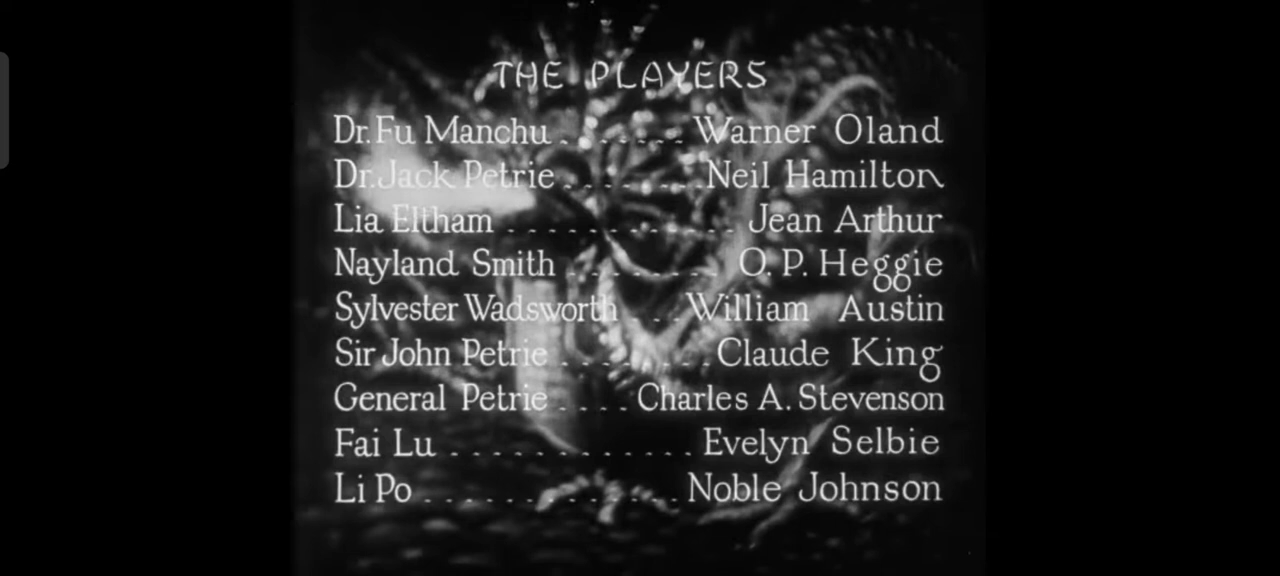 THE PLAYERS
Dr. Fu Manchu ....... Warner Oland
Dr. Jack Petrie ........ Neil Hamilton
Lia Eltham ............ Jean Arthur
Nayland Smith ........ O. P. Heggie
Sylvester Wadsworth ... William Austin
Sir John Petrie ........ Claude King
General Petrie .... Charles A. Stevenson
Fai Lu ............. Evelyn Selbie
Li Po .............. Noble Johnson